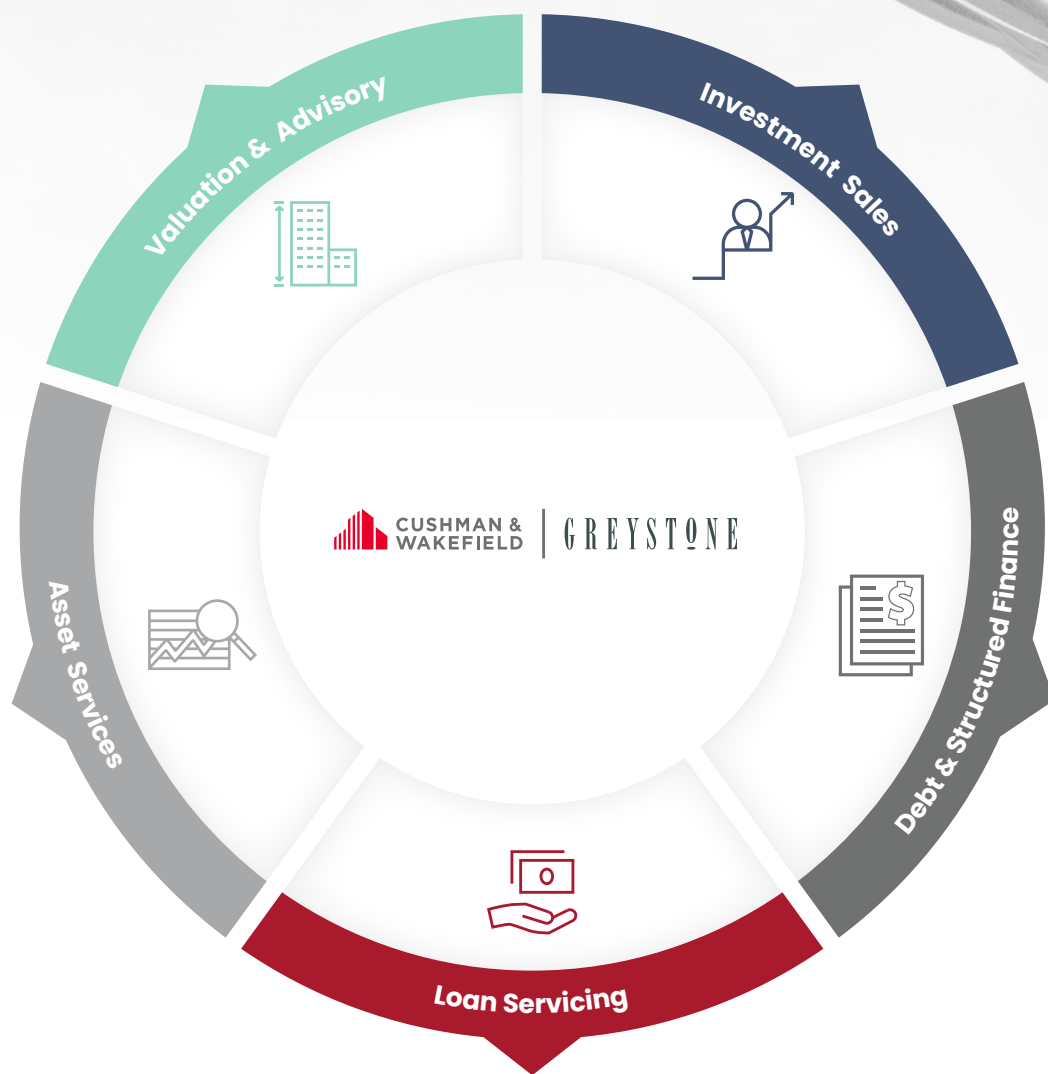 Valuation & Advisory
Investment Sales
CUSHMAN &
WAKEFIELD
GREYSTONE
Asset Services
Debt & Structured Finance
$
Loan Servicing